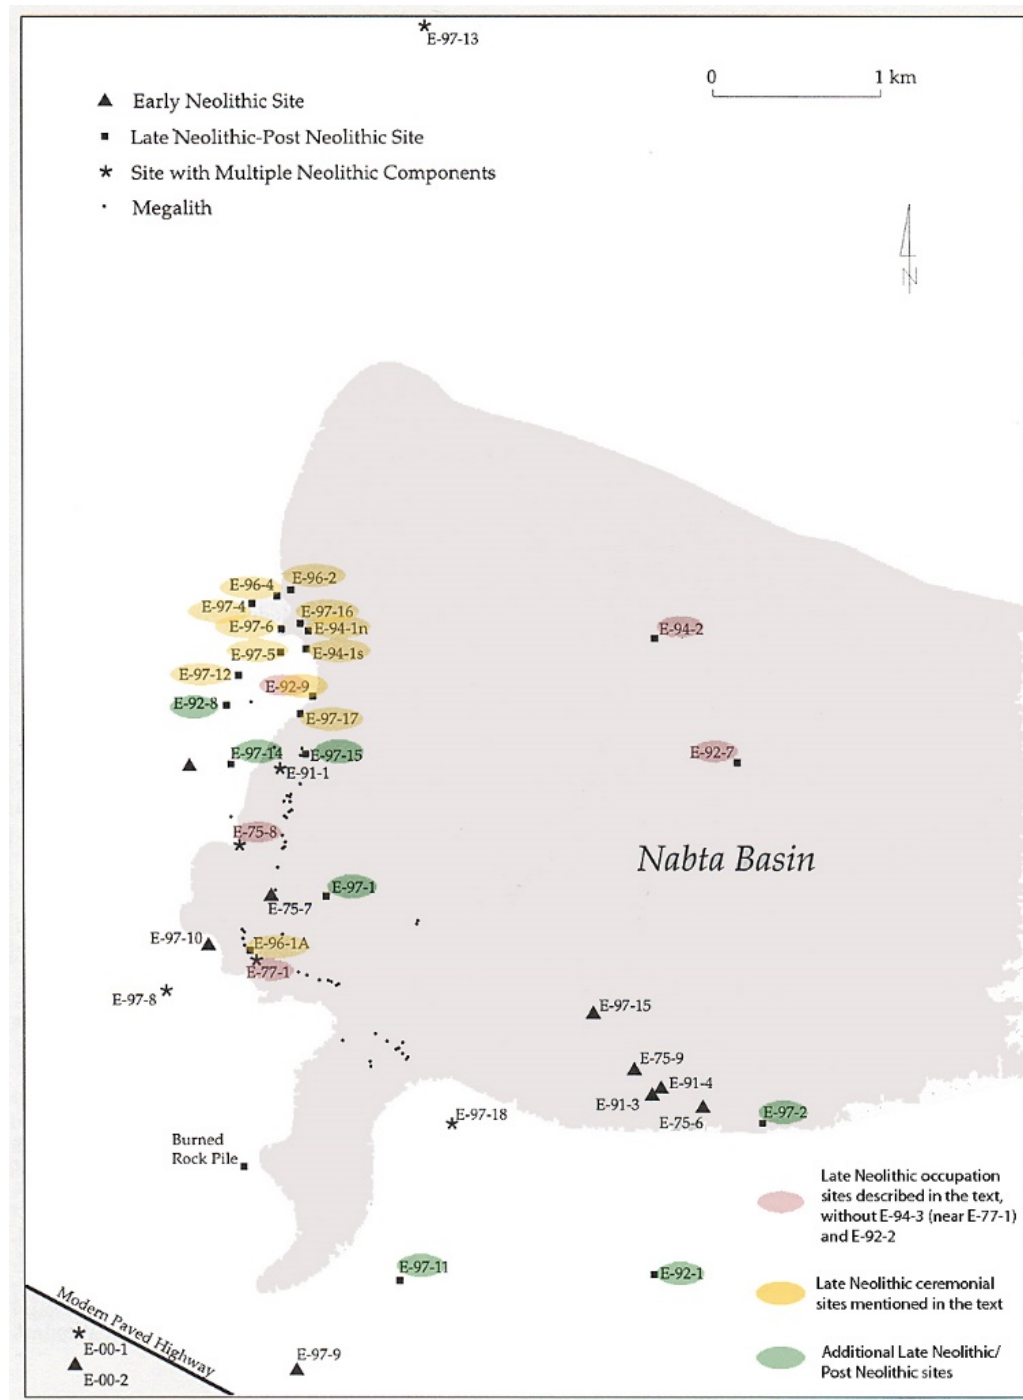 E-97-13
0 1 km
Early Neolithic Site
Late Neolithic-Post Neolithic Site
Site with Multiple Neolithic Components
Megalith
N
E-96-2
E-96-4
E-97-4
E-97-16
E-97-6
E-94-1n
E-94-2
E-97-5
E-94-1s
E-97-12
E-92-9
E-92-8
E-97-17
E-97-14
E-97-15
E-92-7
E-91-1
E-75-8
Nabta Basin
E-97-1
E-75-7
E-97-10
E-96-1A
E-77-1
E-97-8
E-97-15
E-75-9
E-91-4
E-91-3
E-97-18
E-75-6
E-97-2
Burned
Rock Pile
Late Neolithic occupation
sites described in the text,
without E-94-3 (near E-77-1)
and E-92-2
E-97-11
E-92-1
Late Neolithic ceremonial
sites mentioned in the text
Modern Paved Highway
E-00-1
E-00-2
E-97-9
Additional Late Neolithic/
Post Neolithic sites